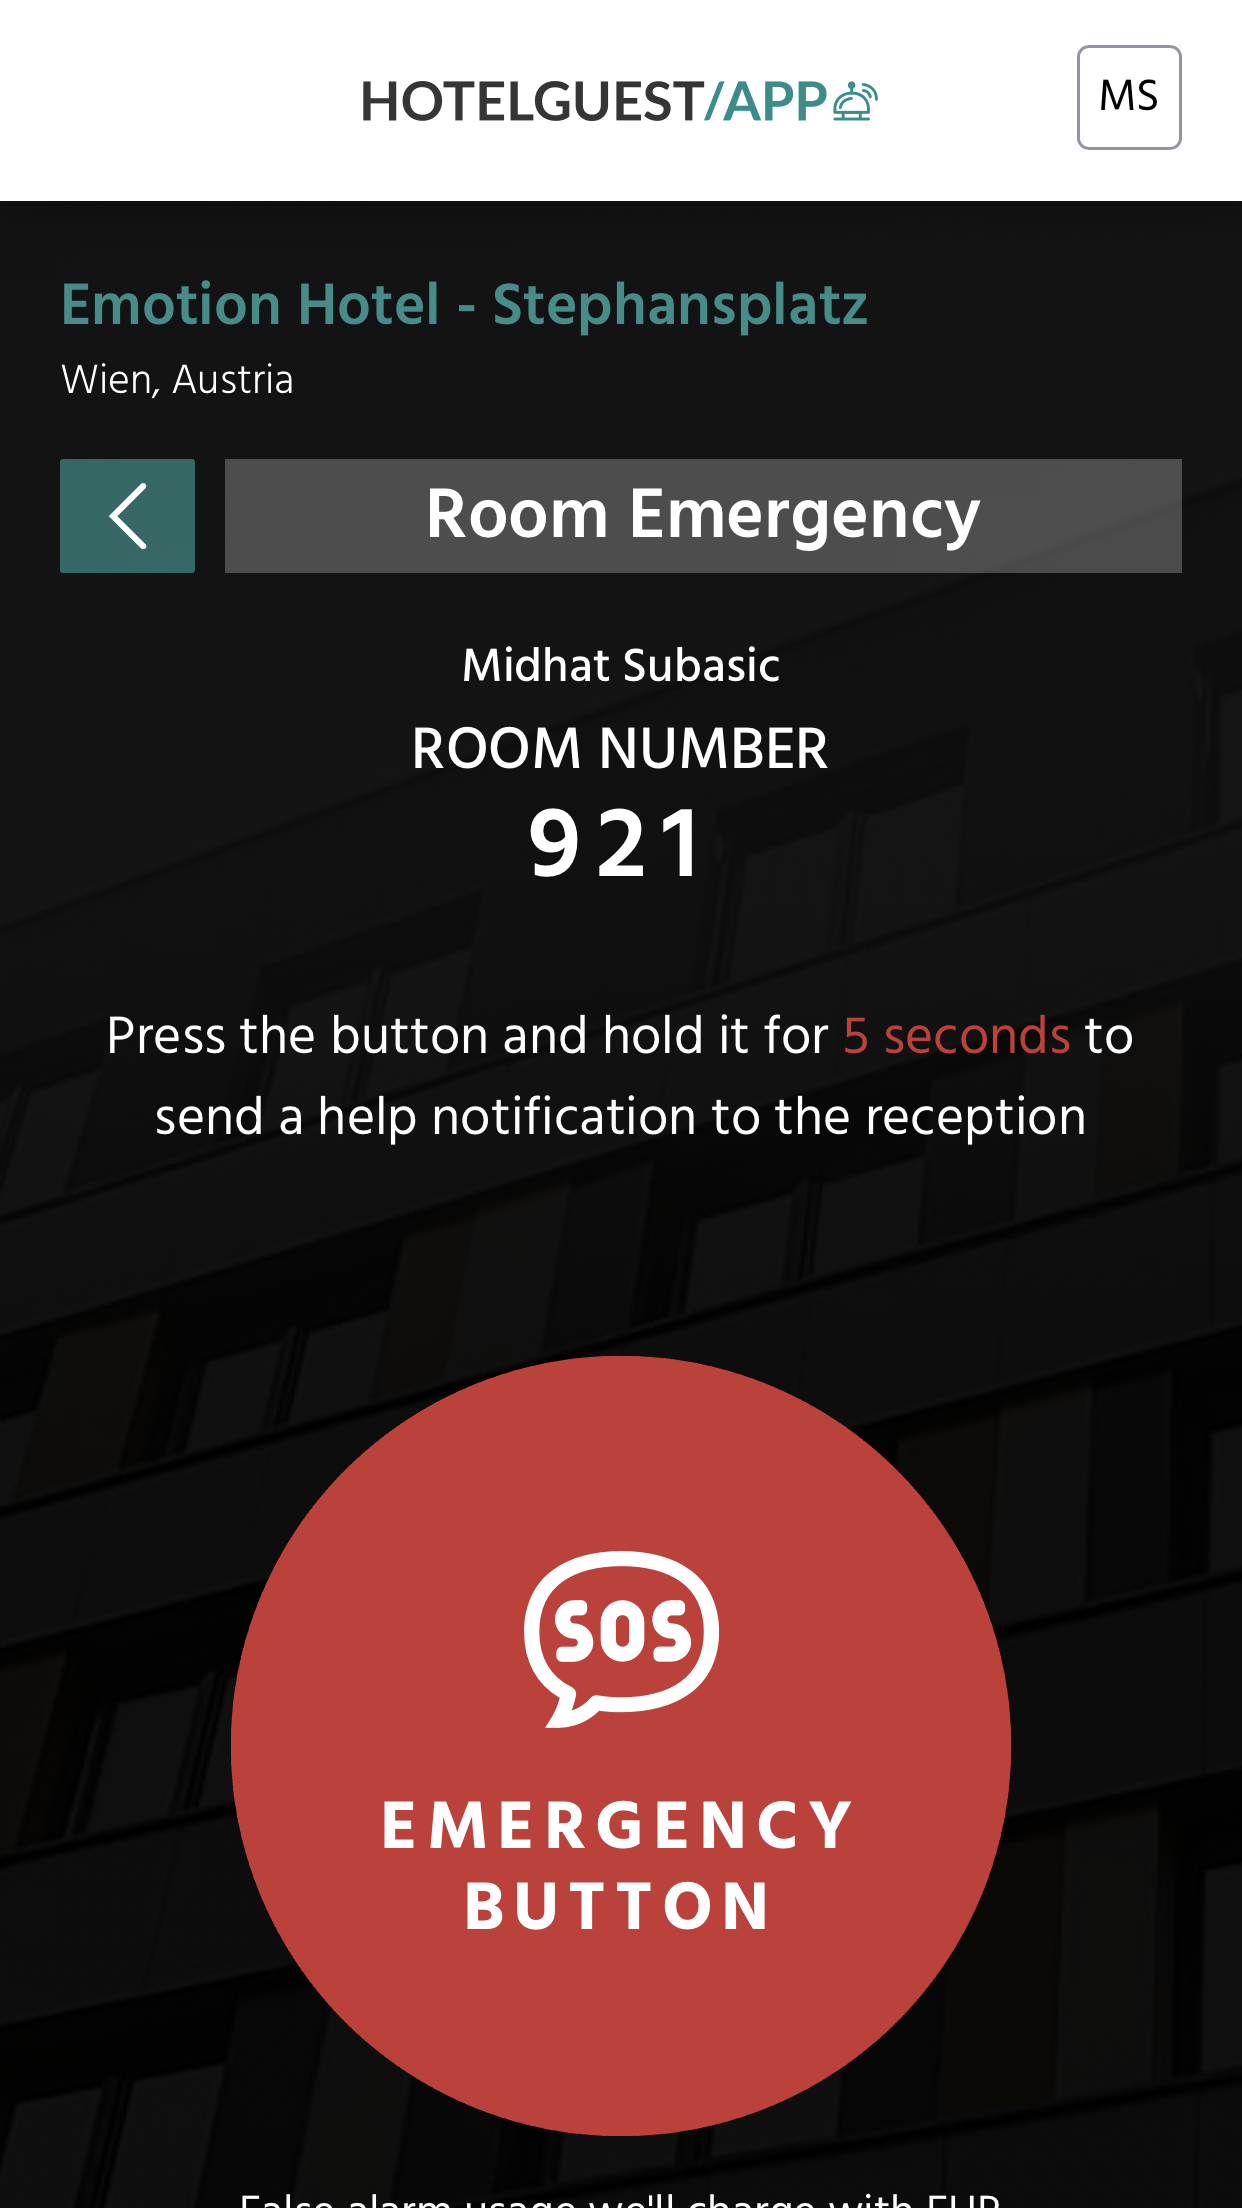 HOTELGUEST/APP
MS
Emotion Hotel - Stephansplatz
Wien, Austria
Room Emergency
Midhat Subasic
ROOM NUMBER
921
Press the button and hold it for 5 seconds to
send a help notification to the reception
SOS
EMERGENCY
BUTTON
False alarm usage we'll charge with EUR